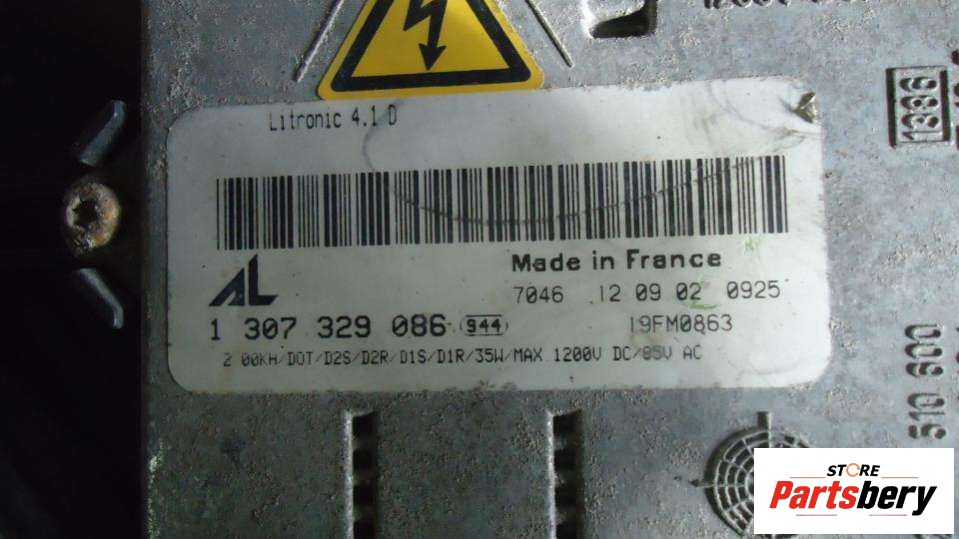 Litronic 4.1 D
AL
Made in France
7046 12 09 02 0925
1 307 329 086 944
19FM0863
2 00KH/DOT/D2S/D2R/D1S/D1R/35W/MAX 1200V DC/85V AC
1386
510 600
STORE
Partsbery